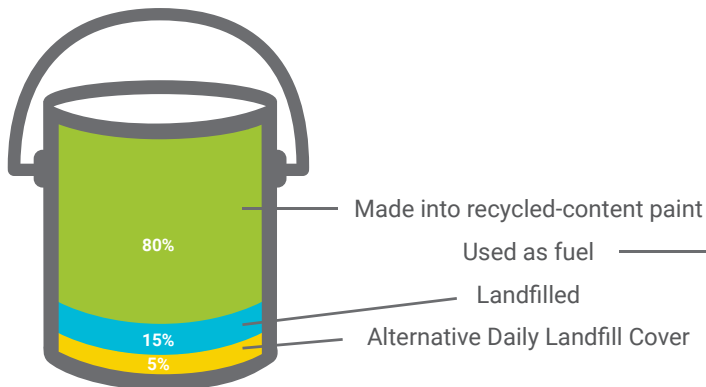 Made into recycled-content paint
80%
Used as fuel
Landfilled
15%
Alternative Daily Landfill Cover
5%